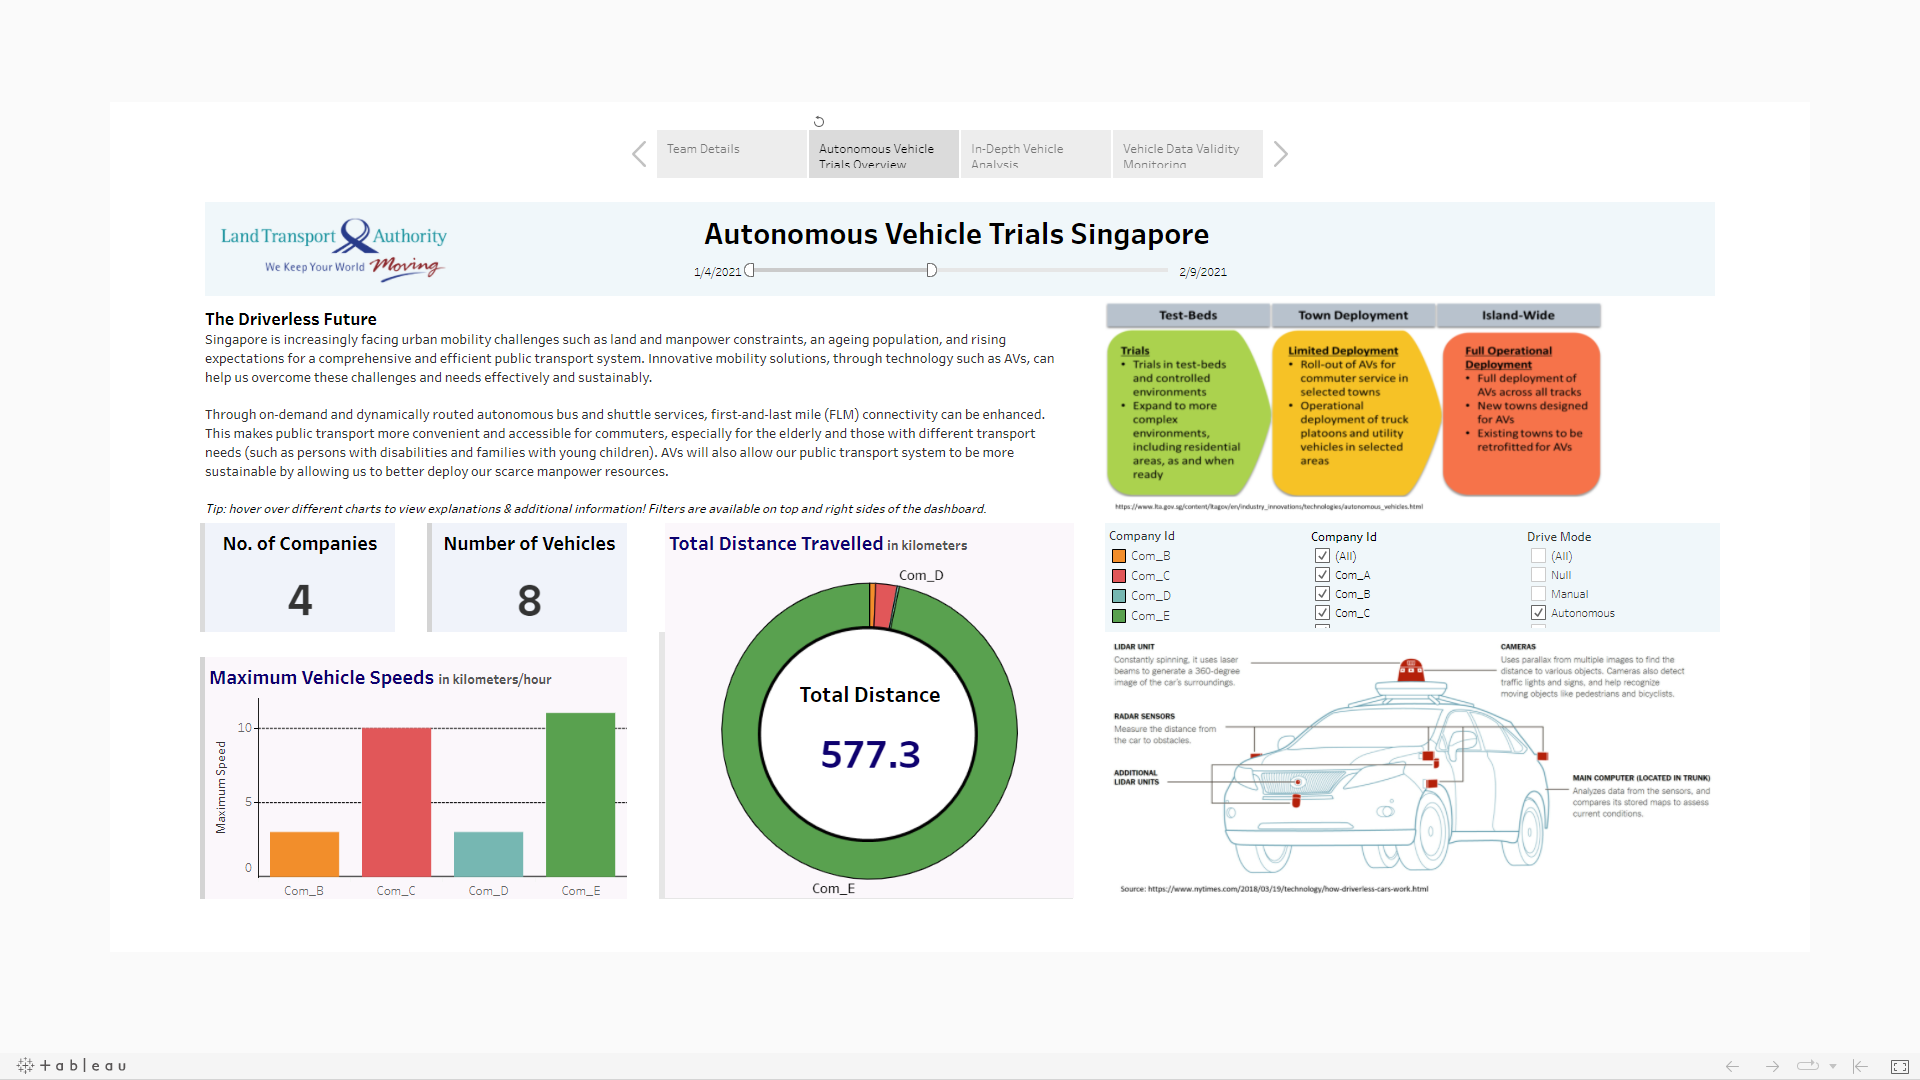 Team Details
Autonomous Vehicle
Trials Overview
In-Depth Vehicle
Analysis
Vehicle Data Validity
Monitoring
Land Transport Authority
We Keep Your World Moving
Autonomous Vehicle Trials Singapore
1/4/2021
2/9/2021
The Driverless Future
Singapore is increasingly facing urban mobility challenges such as land and manpower constraints, an ageing population, and rising
expectations for a comprehensive and efficient public transport system. Innovative mobility solutions, through technology such as AVs, can
help us overcome these challenges and needs effectively and sustainably.
Through on-demand and dynamically routed autonomous bus and shuttle services, first-and-last mile (FLM) connectivity can be enhanced.
This makes public transport more convenient and accessible for commuters, especially for the elderly and those with different transport
needs (such as persons with disabilities and families with young children). AVs will also allow our public transport system to be more
sustainable by allowing us to better deploy our scarce manpower resources.
Tip: hover over different charts to view explanations & additional information! Filters are available on top and right sides of the dashboard.
Test-Beds
Trials
• Trials in test-beds
and controlled
environments
• Expand to more
complex
environments,
including residential
areas, as and when
ready
Town Deployment
Limited Deployment
• Roll-out of AVs for
commuter service in
selected towns
• Operational
deployment of truck
platoons and utility
vehicles in selected
areas
Island-Wide
Full Operational
Deployment
• Full deployment of
AVs across all tracks
• New towns designed
for AVs
• Existing towns to be
retrofitted for AVs
https://www.lta.gov.sg/content/ltagov/en/industry_innovations/technologies/autonomous_vehicles.html
No. of Companies
4
Number of Vehicles
8
Maximum Vehicle Speeds in kilometers/hour
Maximum Speed
10
5
0
Com_B
Com_C
Com_D
Com_E
Total Distance Travelled in kilometers
Com_D
Total Distance
577.3
Com_E
Company Id
Com_B
Com_C
Com_D
Com_E
Company Id
(All)
Com_A
Com_B
Com_C
Drive Mode
(All)
Null
Manual
Autonomous
LIDAR UNIT
Constantly spinning, it uses laser
beams to generate a 360-degree
image of the car's surroundings.
CAMERAS
Uses parallax from multiple images to find the
distance to various objects. Cameras also detect
traffic lights and signs, and help recognize
moving objects like pedestrians and bicyclists.
RADAR SENSORS
Measure the distance from
the car to obstacles.
ADDITIONAL
LIDAR UNITS
MAIN COMPUTER (LOCATED IN TRUNK)
Analyzes data from the sensors, and
compares its stored maps to assess
current conditions.
Source: https://www.nytimes.com/2018/03/19/technology/how-driverless-cars-work.html
+ableau